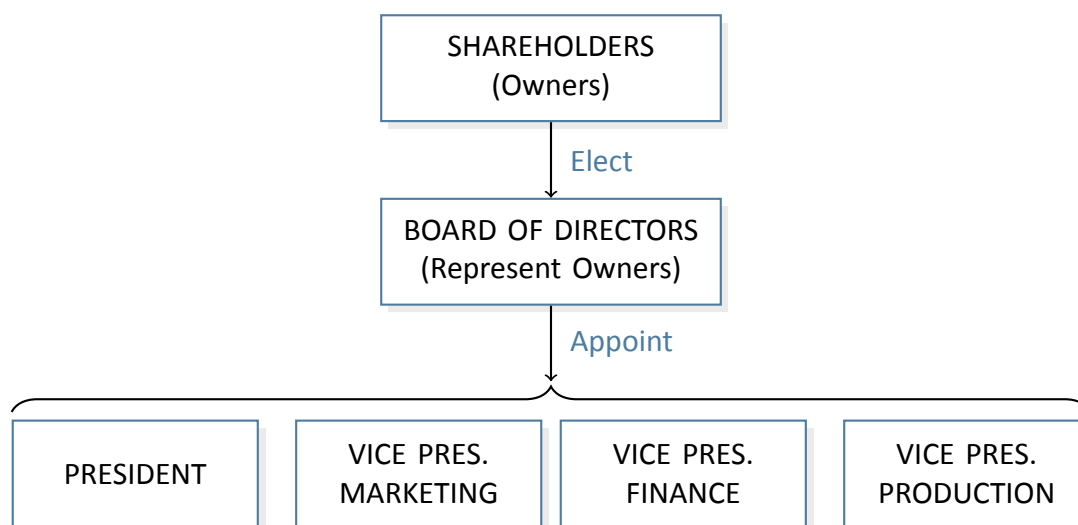 SHAREHOLDERS
(Owners)
Elect
BOARD OF DIRECTORS
(Represent Owners)
Appoint
PRESIDENT
VICE PRES.
MARKETING
VICE PRES.
FINANCE
VICE PRES.
PRODUCTION